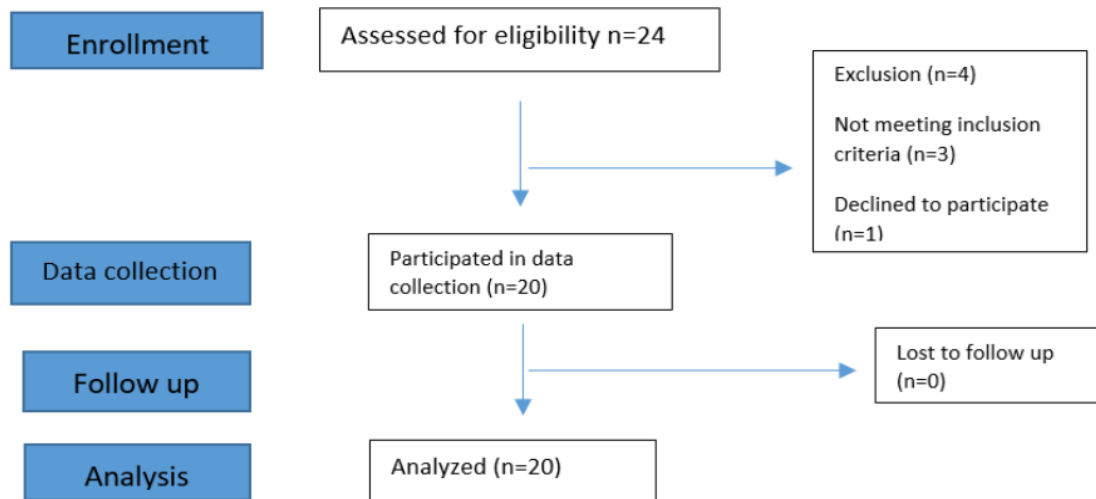 Enrollment
Assessed for eligibility n=24
Exclusion (n=4)
Not meeting inclusion
criteria (n=3)
Declined to participate
(n=1)
Data collection
Participated in data
collection (n=20)
Follow up
Lost to follow up
(n=0)
Analysis
Analyzed (n=20)